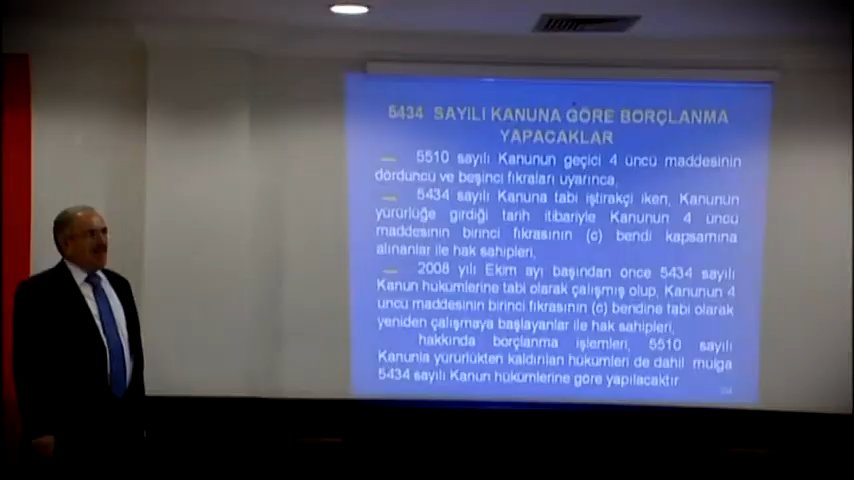 5434 SAYILI KANUNA GÖRE BORÇLANMA
YAPACAKLAR
5510 sayılı Kanunun geçici 4 üncü maddesinin
dördüncü ve beşinci fıkraları uyarınca,
5434 sayılı Kanuna tabi iştirakçi iken, Kanunun
yürürlüğe girdiği tarih itibariyle Kanunun 4 üncü
maddesinin birinci fıkrasının (c) bendi kapsamına
alınanlar ile hak sahipleri,
2008 yılı Ekim ayı başından önce 5434 sayılı
Kanun hükümlerine tabi olarak çalışmış olup, Kanunun 4
üncü maddesinin birinci fıkrasının (c) bendine tabi olarak
yeniden çalışmaya başlayanlar ile hak sahipleri,
hakkında borçlanma işlemleri, 5510 sayılı
Kanunla yürürlükten kaldırılan hükümleri de dahil mülga
5434 sayılı Kanun hükümlerine göre yapılacaktır.